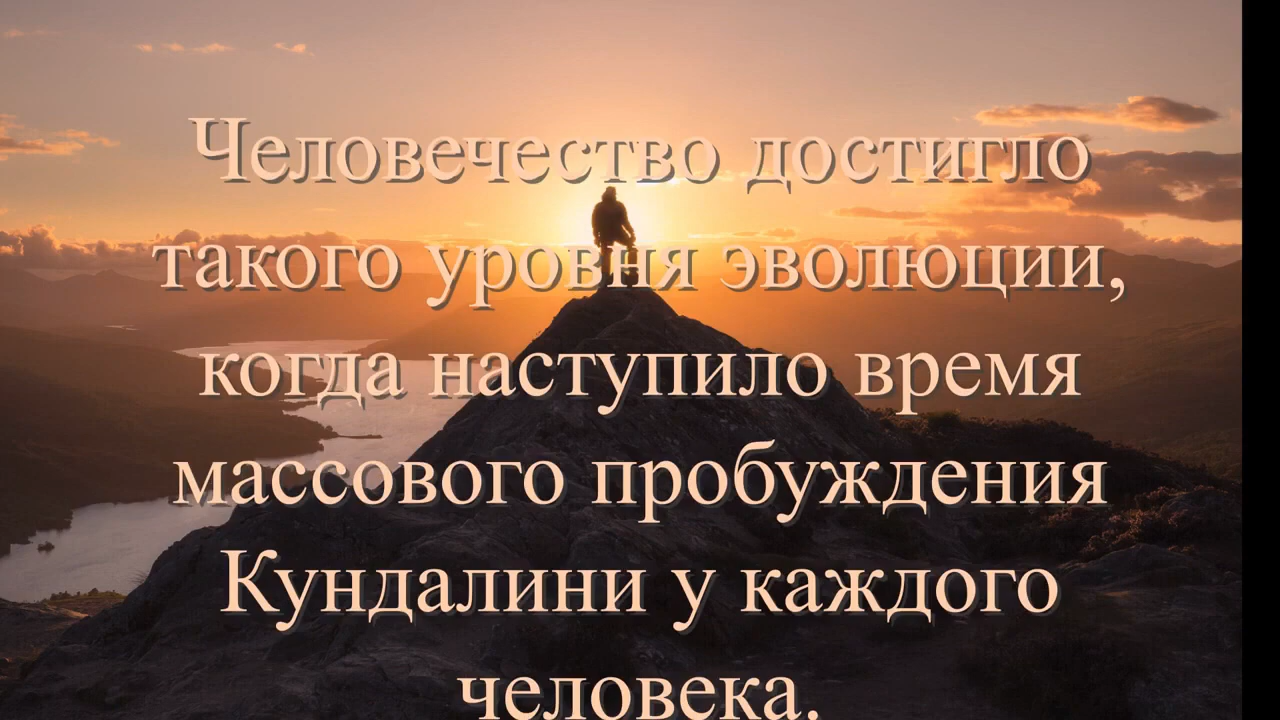 Человечество достигло
такого уровня эволюции,
когда наступило время
массового пробуждения
Кундалини у каждого
человека.